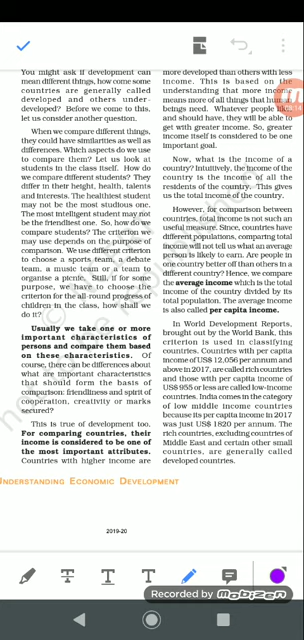 You might ask if development can
mean different things, how come some
countries are generally called
developed and others under-
developed? Before we come to this,
let us consider another question.
When we compare different things,
they could have similarities as well as
differences. Which aspects do we
use to compare them? Let us look at
students in the class itself. How do
we compare different students? They
differ in their height, health, talents
and interests. The healthiest student
may not be the most studious one.
The most intelligent student may not
be the friendliest one. So, how do we
compare students? The criterion we
may use depends on the purpose of
comparison. We use different criterion
to choose a sports team, a debate
team, a music team or a team to
organise a picnic. Still, if for some
purpose, we have to choose the
criterion for the all-round progress of
children in the class, how shall we
do it?
Usually we take one or more
important characteristics of
persons and compare them based
on these characteristics. Of
course, there can be differences about
what are important characteristics
that should form the basis of
comparison: friendliness and spirit of
cooperation, creativity or marks
secured?
This is true of development too.
For comparing countries, their
income is considered to be one of
the most important attributes.
Countries with higher income are
more developed than others with less
income. This is based on the
understanding that more income
means more of all things that human
beings need. Whatever people like,
and should have, they will be able to
get with greater income. So, greater
income itself is considered to be one
important goal.
Now, what is the income of a
country? Intuitively, the income of the
country is the income of all the
residents of the country. This gives
us the total income of the country.
However, for comparison between
countries, total income is not such an
useful measure. Since, countries have
different populations, comparing total
income will not tell us what an average
person is likely to earn. Are people in
one country better off than others in a
different country? Hence, we compare
the average income which is the total
income of the country divided by its
total population. The average income
is also called per capita income.
In World Development Reports,
brought out by the World Bank, this
criterion is used in classifying
countries. Countries with per capita
income of US$ 12,056 per annum and
above in 2017, are called rich countries
and those with per capita income of
US$ 955 or less are called low-income
countries. India comes in the category
of low middle income countries
because its per capita income in 2017
was just US$ 1820 per annum. The
rich countries, excluding countries of
Middle East and certain other small
countries, are generally called
developed countries.
UNDERSTANDING ECONOMIC DEVELOPMENT
2019-20
T T T
Recorded by mobizen